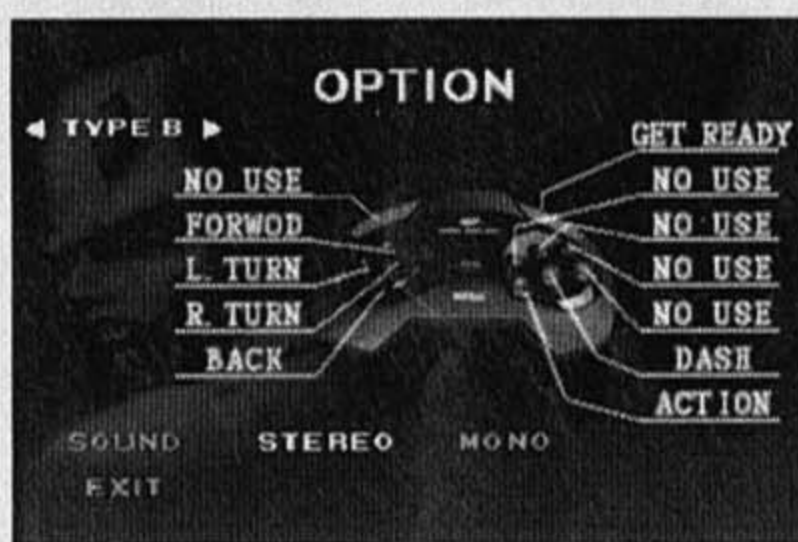 OPTION
◀ TYPE B ▶
GET READY
NO USE
NO USE
FORWOD
NO USE
L. TURN
NO USE
R. TURN
NO USE
BACK
DASH
ACTION
SOUND STEREO MONO
EXIT